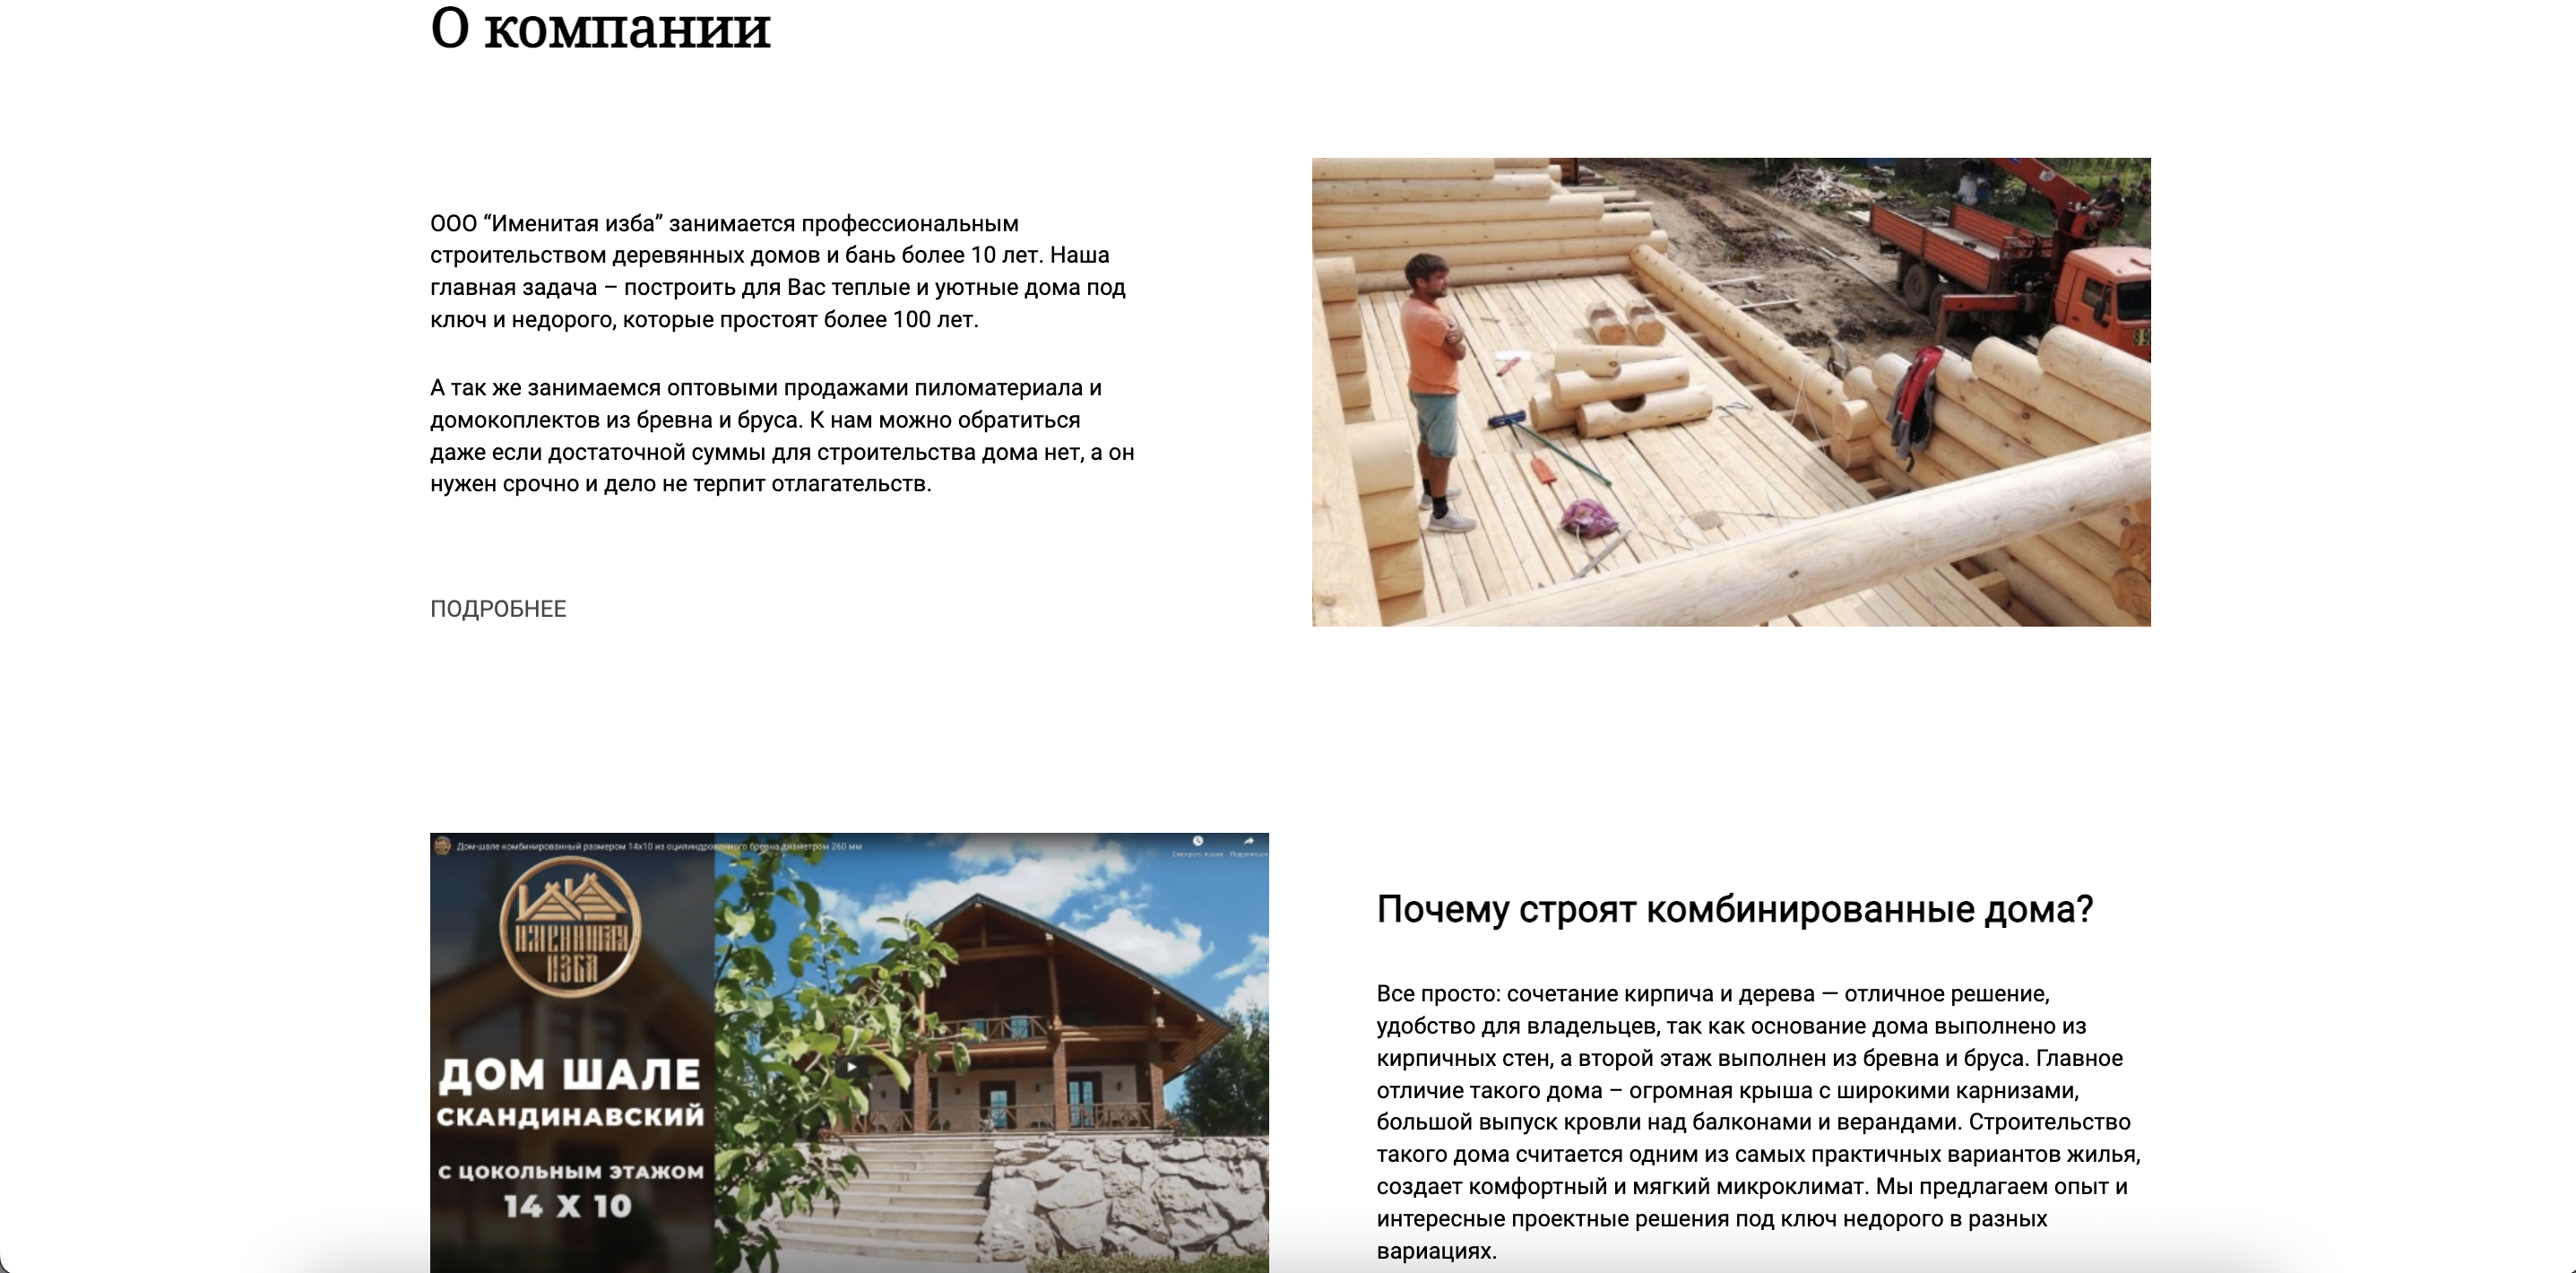 О компании
ООО “Именитая изба” занимается профессиональным
строительством деревянных домов и бань более 10 лет. Наша
главная задача – построить для Вас теплые и уютные дома под
ключ и недорого, которые простоят более 100 лет.
А так же занимаемся оптовыми продажами пиломатериала и
домокоплектов из бревна и бруса. К нам можно обратиться
даже если достаточной суммы для строительства дома нет, а он
нужен срочно и дело не терпит отлагательств.
ПОДРОБНЕЕ
Дом-шале комбинированный размером 14х10 из оцилиндрованного бревна диаметром 260 мм
Смотреть позже Поделиться
ИМЕНИТАЯ
ИЗБА
ДОМ ШАЛЕ
СКАНДИНАВСКИЙ
С ЦОКОЛЬНЫМ ЭТАЖОМ
14 Х 10
Почему строят комбинированные дома?
Все просто: сочетание кирпича и дерева — отличное решение,
удобство для владельцев, так как основание дома выполнено из
кирпичных стен, а второй этаж выполнен из бревна и бруса. Главное
отличие такого дома – огромная крыша с широкими карнизами,
большой выпуск кровли над балконами и верандами. Строительство
такого дома считается одним из самых практичных вариантов жилья,
создает комфортный и мягкий микроклимат. Мы предлагаем опыт и
интересные проектные решения под ключ недорого в разных
вариациях.